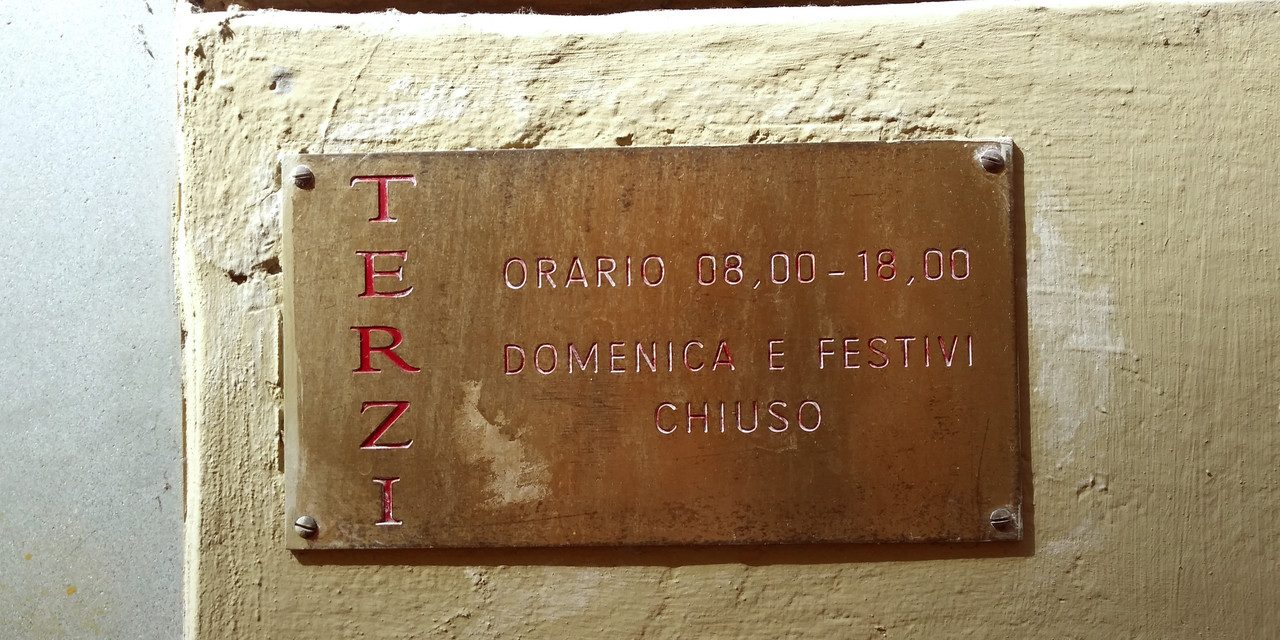 TERZI
ORARIO 08,00-18,00
DOMENICA E FESTIVI
CHIUSO